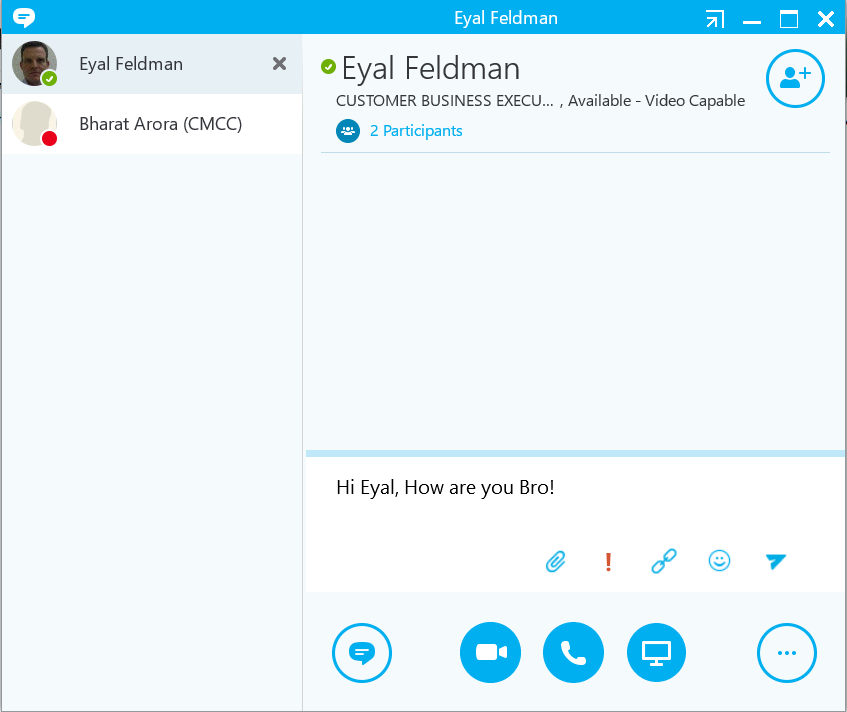 Eyal Feldman
Eyal Feldman
Bharat Arora (CMCC)
Eyal Feldman
CUSTOMER BUSINESS EXECU... , Available - Video Capable
2 Participants
Hi Eyal, How are you Bro!